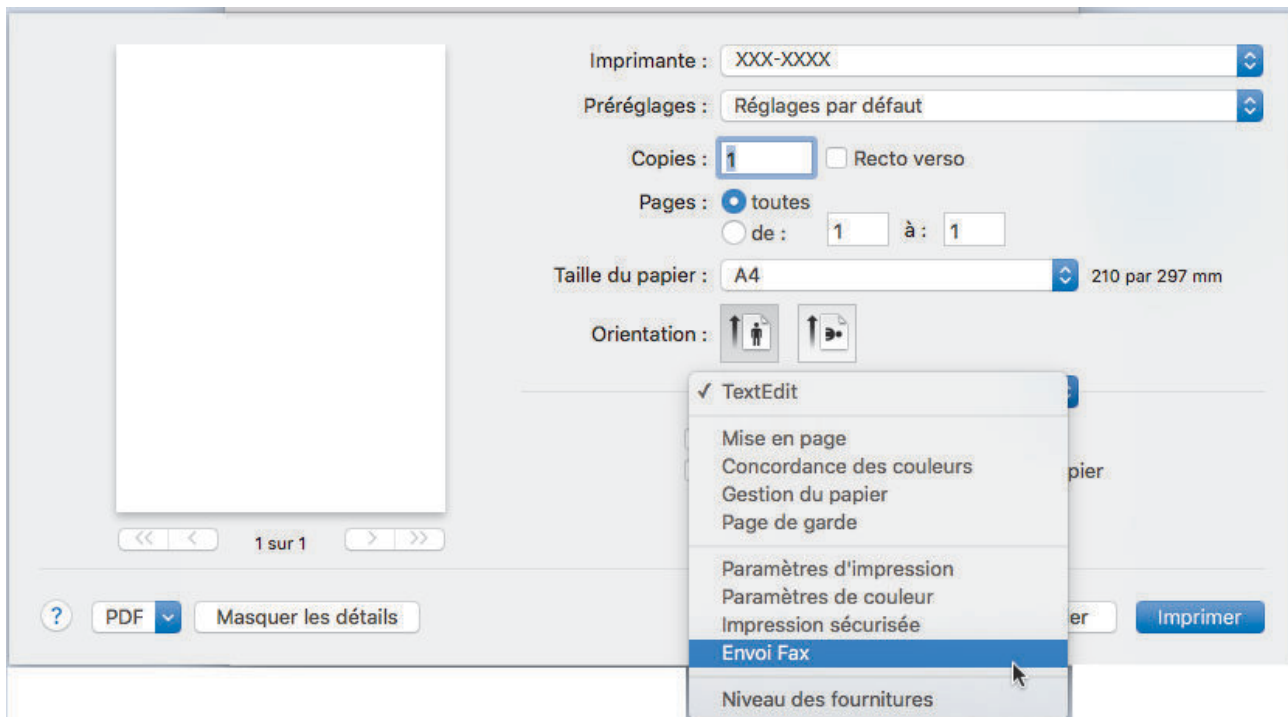 Imprimante : XXX-XXXX
Préréglages : Réglages par défaut
Copies : 1 Recto verso
Pages : toutes
de : 1 à : 1
Taille du papier : A4 210 par 297 mm
Orientation :
✓ TextEdit
Mise en page
Concordance des couleurs
pier
Gestion du papier
Page de garde
<< < 1 sur 1 > >>
Paramètres d'impression
Paramètres de couleur
? PDF Masquer les détails er Imprimer
Impression sécurisée
Envoi Fax
Niveau des fournitures